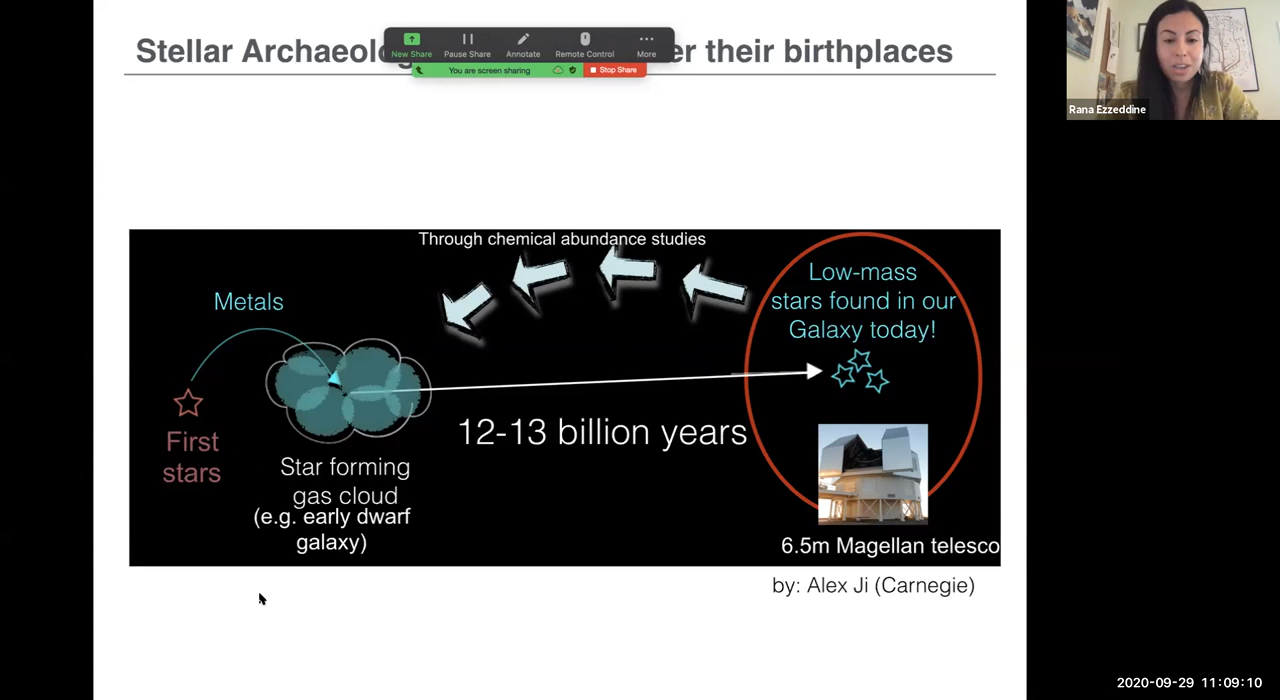 Stellar Archaeolo er their birthplaces
New Share Pause Share Annotate Remote Control More
You are screen sharing Stop Share
Rana Ezzeddine
Through chemical abundance studies
Low-mass
stars found in our
Galaxy today!
Metals
First
stars
12-13 billion years
Star forming
gas cloud
(e.g. early dwarf
galaxy)
6.5m Magellan telesco
by: Alex Ji (Carnegie)
2020-09-29 11:09:10